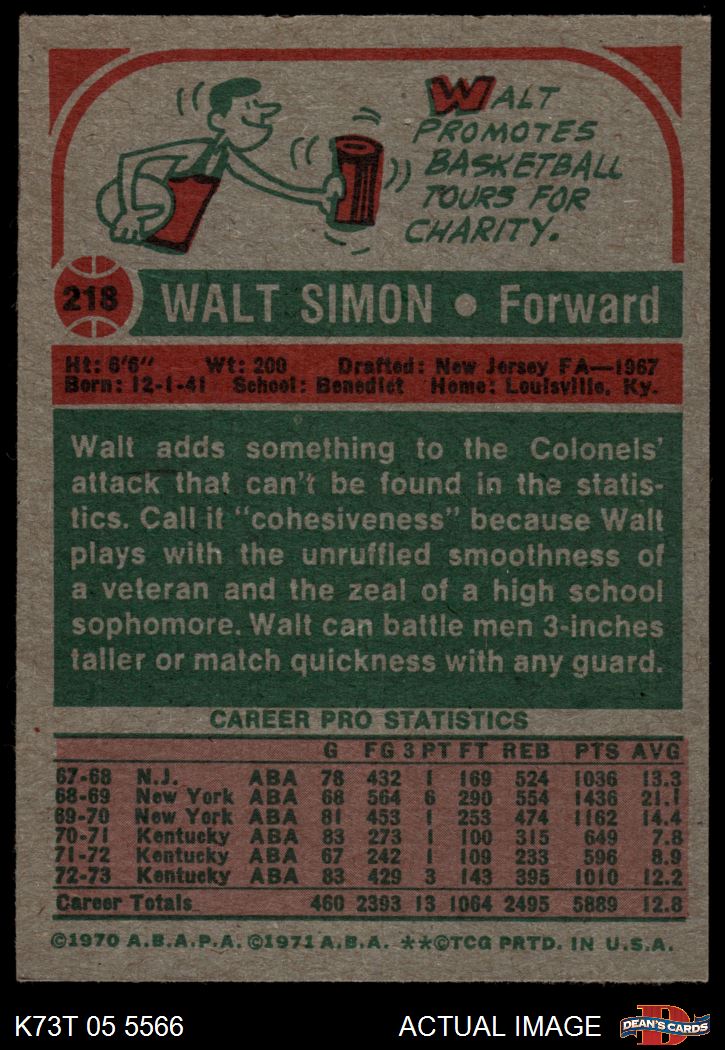 WALT
PROMOTES
BASKETBALL
TOURS FOR
CHARITY.
218 WALT SIMON • Forward
Ht: 6'6" Wt: 200 Drafted: New Jersey FA—1967
Born: 12-1-41 School: Benedict Home: Louisville, Ky.
Walt adds something to the Colonels'
attack that can't be found in the statis-
tics. Call it "cohesiveness" because Walt
plays with the unruffled smoothness of
a veteran and the zeal of a high school
sophomore. Walt can battle men 3-inches
taller or match quickness with any guard.
CAREER PRO STATISTICS
G FG 3 PT FT REB PTS AVG
67-68 N.J. ABA 78 432 1 169 524 1036 13.3
68-69 New York ABA 68 564 6 290 554 1436 21.1
69-70 New York ABA 81 453 1 253 474 1162 14.4
70-71 Kentucky ABA 83 273 1 100 315 649 7.8
71-72 Kentucky ABA 67 242 1 109 233 596 8.9
72-73 Kentucky ABA 83 429 3 143 395 1010 12.2
Career Totals 460 2393 13 1064 2495 5889 12.8
©1970 A.B.A.P.A. ©1971 A.B.A. **©TCG PRTD. IN U.S.A.
K73T 05 5566 ACTUAL IMAGE DEAN'S CARDS